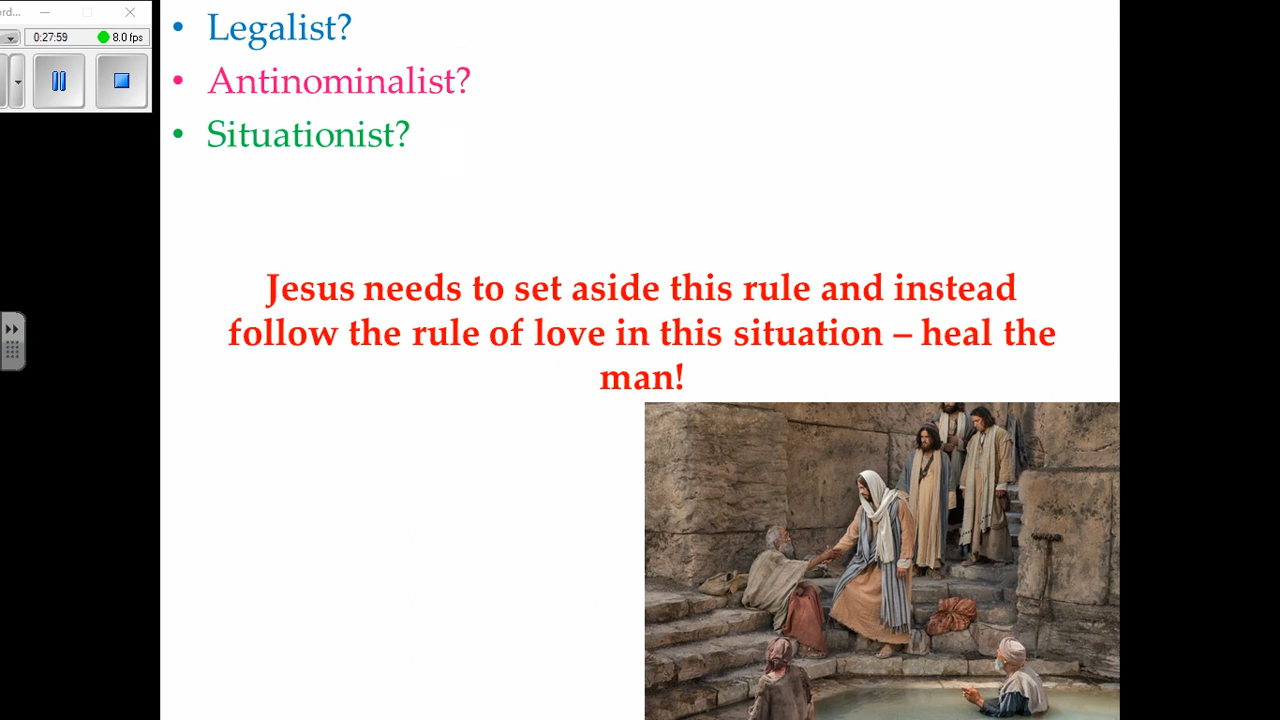 rd...
0:27:59
8.0 fps
• Legalist?
• Antinominalist?
• Situationist?
Jesus needs to set aside this rule and instead
follow the rule of love in this situation – heal the
man!